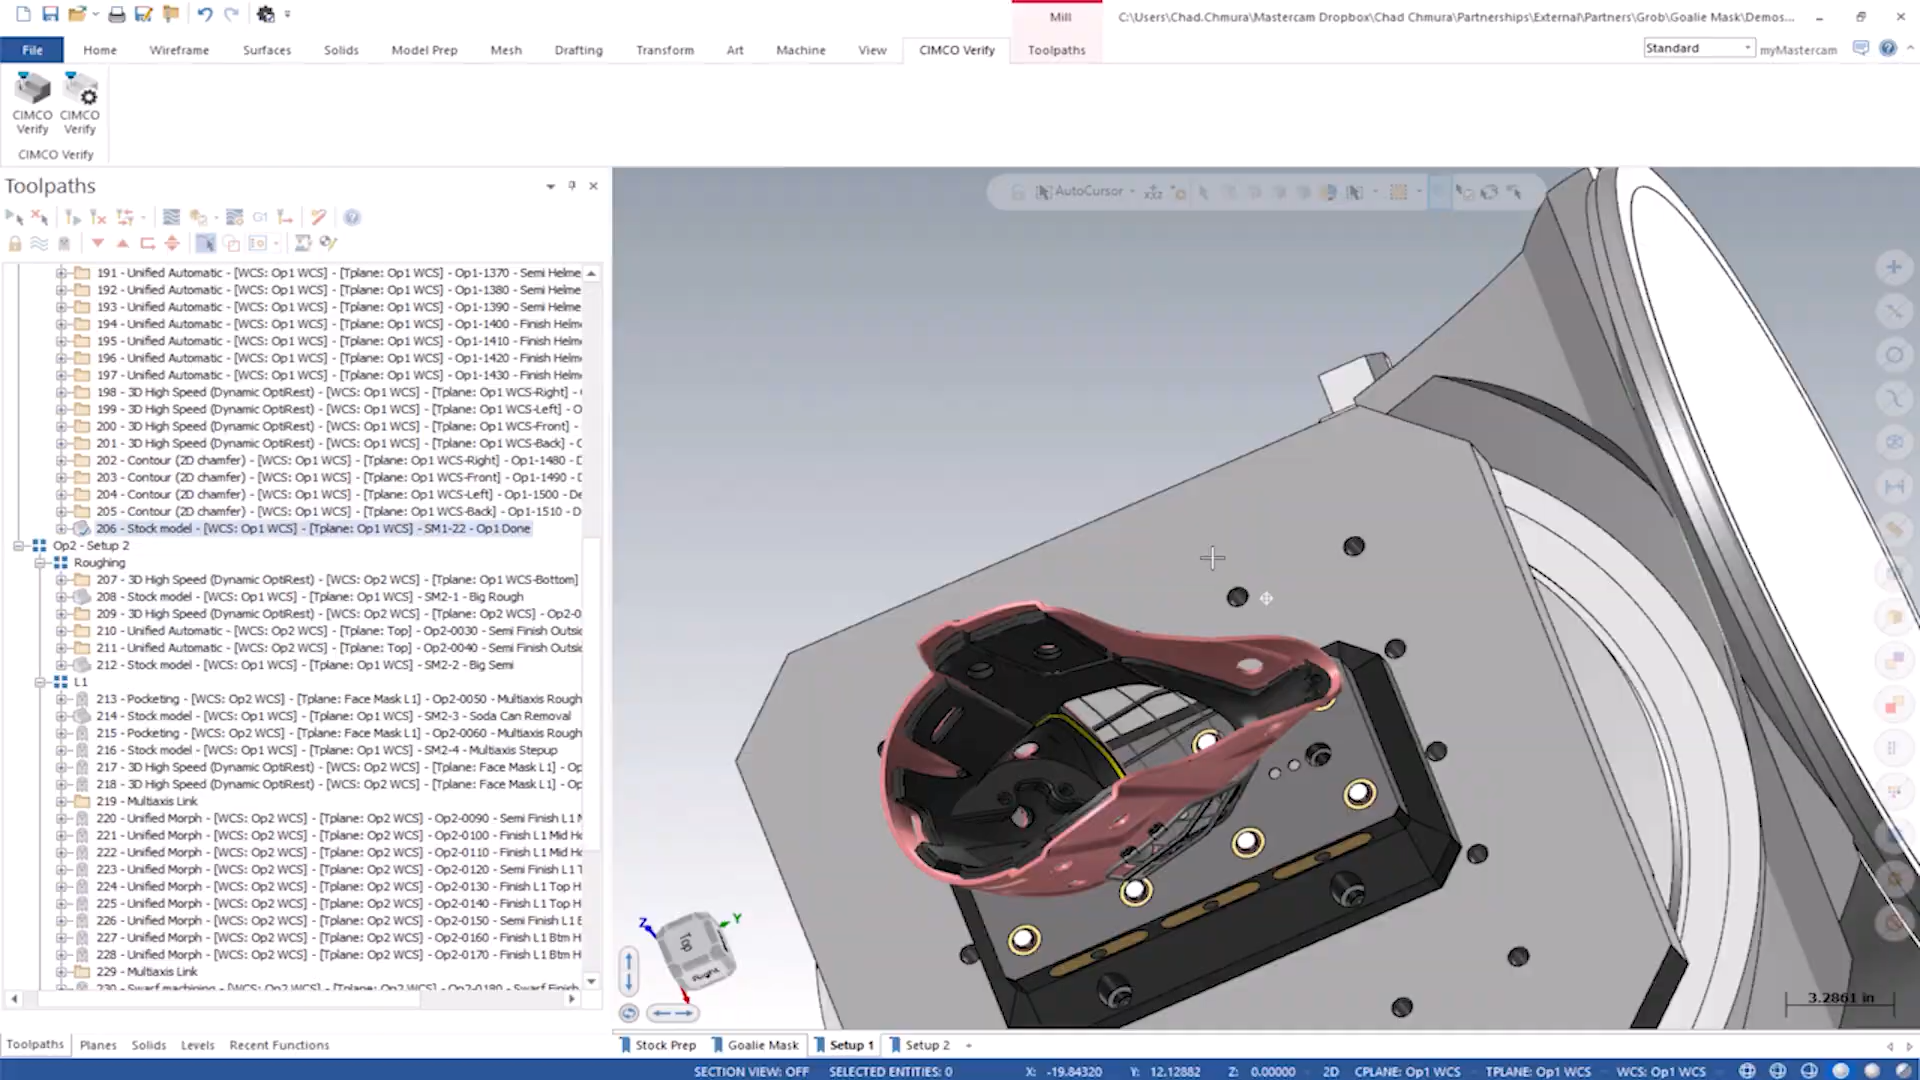 Mill
C:\Users\Chad.Chmura\Mastercam Dropbox\Chad Chmura\Partnerships\External\Partners\Grob\Goalie Mask\Demos...
File
Home
Wireframe
Surfaces
Solids
Model Prep
Mesh
Drafting
Transform
Art
Machine
View
CIMCO Verify
Toolpaths
Standard
myMastercam
CIMCO Verify
CIMCO Verify
CIMCO Verify
Toolpaths
AutoCursor
G1
191 - Unified Automatic - [WCS: Op1 WCS] - [Tplane: Op1 WCS] - Op1-1370 - Semi Helme
192 - Unified Automatic - [WCS: Op1 WCS] - [Tplane: Op1 WCS] - Op1-1380 - Semi Helme
193 - Unified Automatic - [WCS: Op1 WCS] - [Tplane: Op1 WCS] - Op1-1390 - Semi Helme
194 - Unified Automatic - [WCS: Op1 WCS] - [Tplane: Op1 WCS] - Op1-1400 - Finish Helm
195 - Unified Automatic - [WCS: Op1 WCS] - [Tplane: Op1 WCS] - Op1-1410 - Finish Helm
196 - Unified Automatic - [WCS: Op1 WCS] - [Tplane: Op1 WCS] - Op1-1420 - Finish Helm
197 - Unified Automatic - [WCS: Op1 WCS] - [Tplane: Op1 WCS] - Op1-1430 - Finish Helm
198 - 3D High Speed (Dynamic OptiRest) - [WCS: Op1 WCS] - [Tplane: Op1 WCS-Right] -
199 - 3D High Speed (Dynamic OptiRest) - [WCS: Op1 WCS] - [Tplane: Op1 WCS-Left] - O
200 - 3D High Speed (Dynamic OptiRest) - [WCS: Op1 WCS] - [Tplane: Op1 WCS-Front] -
201 - 3D High Speed (Dynamic OptiRest) - [WCS: Op1 WCS] - [Tplane: Op1 WCS-Back] - O
202 - Contour (2D chamfer) - [WCS: Op1 WCS] - [Tplane: Op1 WCS-Right] - Op1-1480 - D
203 - Contour (2D chamfer) - [WCS: Op1 WCS] - [Tplane: Op1 WCS-Front] - Op1-1490 - D
204 - Contour (2D chamfer) - [WCS: Op1 WCS] - [Tplane: Op1 WCS-Left] - Op1-1500 - De
205 - Contour (2D chamfer) - [WCS: Op1 WCS] - [Tplane: Op1 WCS-Back] - Op1-1510 - D
206 - Stock model - [WCS: Op1 WCS] - [Tplane: Op1 WCS] - SM1-22 - Op1 Done
Op2 - Setup 2
Roughing
207 - 3D High Speed (Dynamic OptiRest) - [WCS: Op2 WCS] - [Tplane: Op1 WCS-Bottom]
208 - Stock model - [WCS: Op1 WCS] - [Tplane: Op1 WCS] - SM2-1 - Big Rough
209 - 3D High Speed (Dynamic OptiRest) - [WCS: Op2 WCS] - [Tplane: Op2 WCS] - Op2-0
210 - Unified Automatic - [WCS: Op2 WCS] - [Tplane: Top] - Op2-0030 - Semi Finish Outsi
211 - Unified Automatic - [WCS: Op2 WCS] - [Tplane: Top] - Op2-0040 - Semi Finish Outsi
212 - Stock model - [WCS: Op1 WCS] - [Tplane: Op1 WCS] - SM2-2 - Big Semi
L1
213 - Pocketing - [WCS: Op2 WCS] - [Tplane: Face Mask L1] - Op2-0050 - Multiaxis Rough
214 - Stock model - [WCS: Op1 WCS] - [Tplane: Op1 WCS] - SM2-3 - Soda Can Removal
215 - Pocketing - [WCS: Op2 WCS] - [Tplane: Face Mask L1] - Op2-0060 - Multiaxis Rough
216 - Stock model - [WCS: Op1 WCS] - [Tplane: Op1 WCS] - SM2-4 - Multiaxis Stepup
217 - 3D High Speed (Dynamic OptiRest) - [WCS: Op2 WCS] - [Tplane: Face Mask L1] - Op
218 - 3D High Speed (Dynamic OptiRest) - [WCS: Op2 WCS] - [Tplane: Face Mask L1] - Op
219 - Multiaxis Link
220 - Unified Morph - [WCS: Op2 WCS] - [Tplane: Op2 WCS] - Op2-0090 - Semi Finish L1 M
221 - Unified Morph - [WCS: Op2 WCS] - [Tplane: Op2 WCS] - Op2-0100 - Finish L1 Mid Ho
222 - Unified Morph - [WCS: Op2 WCS] - [Tplane: Op2 WCS] - Op2-0110 - Finish L1 Mid Ho
223 - Unified Morph - [WCS: Op2 WCS] - [Tplane: Op2 WCS] - Op2-0120 - Semi Finish L1 T
224 - Unified Morph - [WCS: Op2 WCS] - [Tplane: Op2 WCS] - Op2-0130 - Finish L1 Top H
225 - Unified Morph - [WCS: Op2 WCS] - [Tplane: Op2 WCS] - Op2-0140 - Finish L1 Top H
226 - Unified Morph - [WCS: Op2 WCS] - [Tplane: Op2 WCS] - Op2-0150 - Semi Finish L1 B
227 - Unified Morph - [WCS: Op2 WCS] - [Tplane: Op2 WCS] - Op2-0160 - Finish L1 Btm H
228 - Unified Morph - [WCS: Op2 WCS] - [Tplane: Op2 WCS] - Op2-0170 - Finish L1 Btm H
229 - Multiaxis Link
230 - Swarf machining - [WCS: Op2 WCS] - [Tplane: Op2 WCS] - Op2-0180 - Swarf Finish
Z
Y
Top
Right
3.2861 in
Toolpaths
Planes
Solids
Levels
Recent Functions
Stock Prep
Goalie Mask
Setup 1
Setup 2
+
SECTION VIEW: OFF
SELECTED ENTITIES: 0
X: -19.84320
Y: 12.12882
Z: 0.00000
2D
CPLANE: Op1 WCS
TPLANE: Op1 WCS
WCS: Op1 WCS